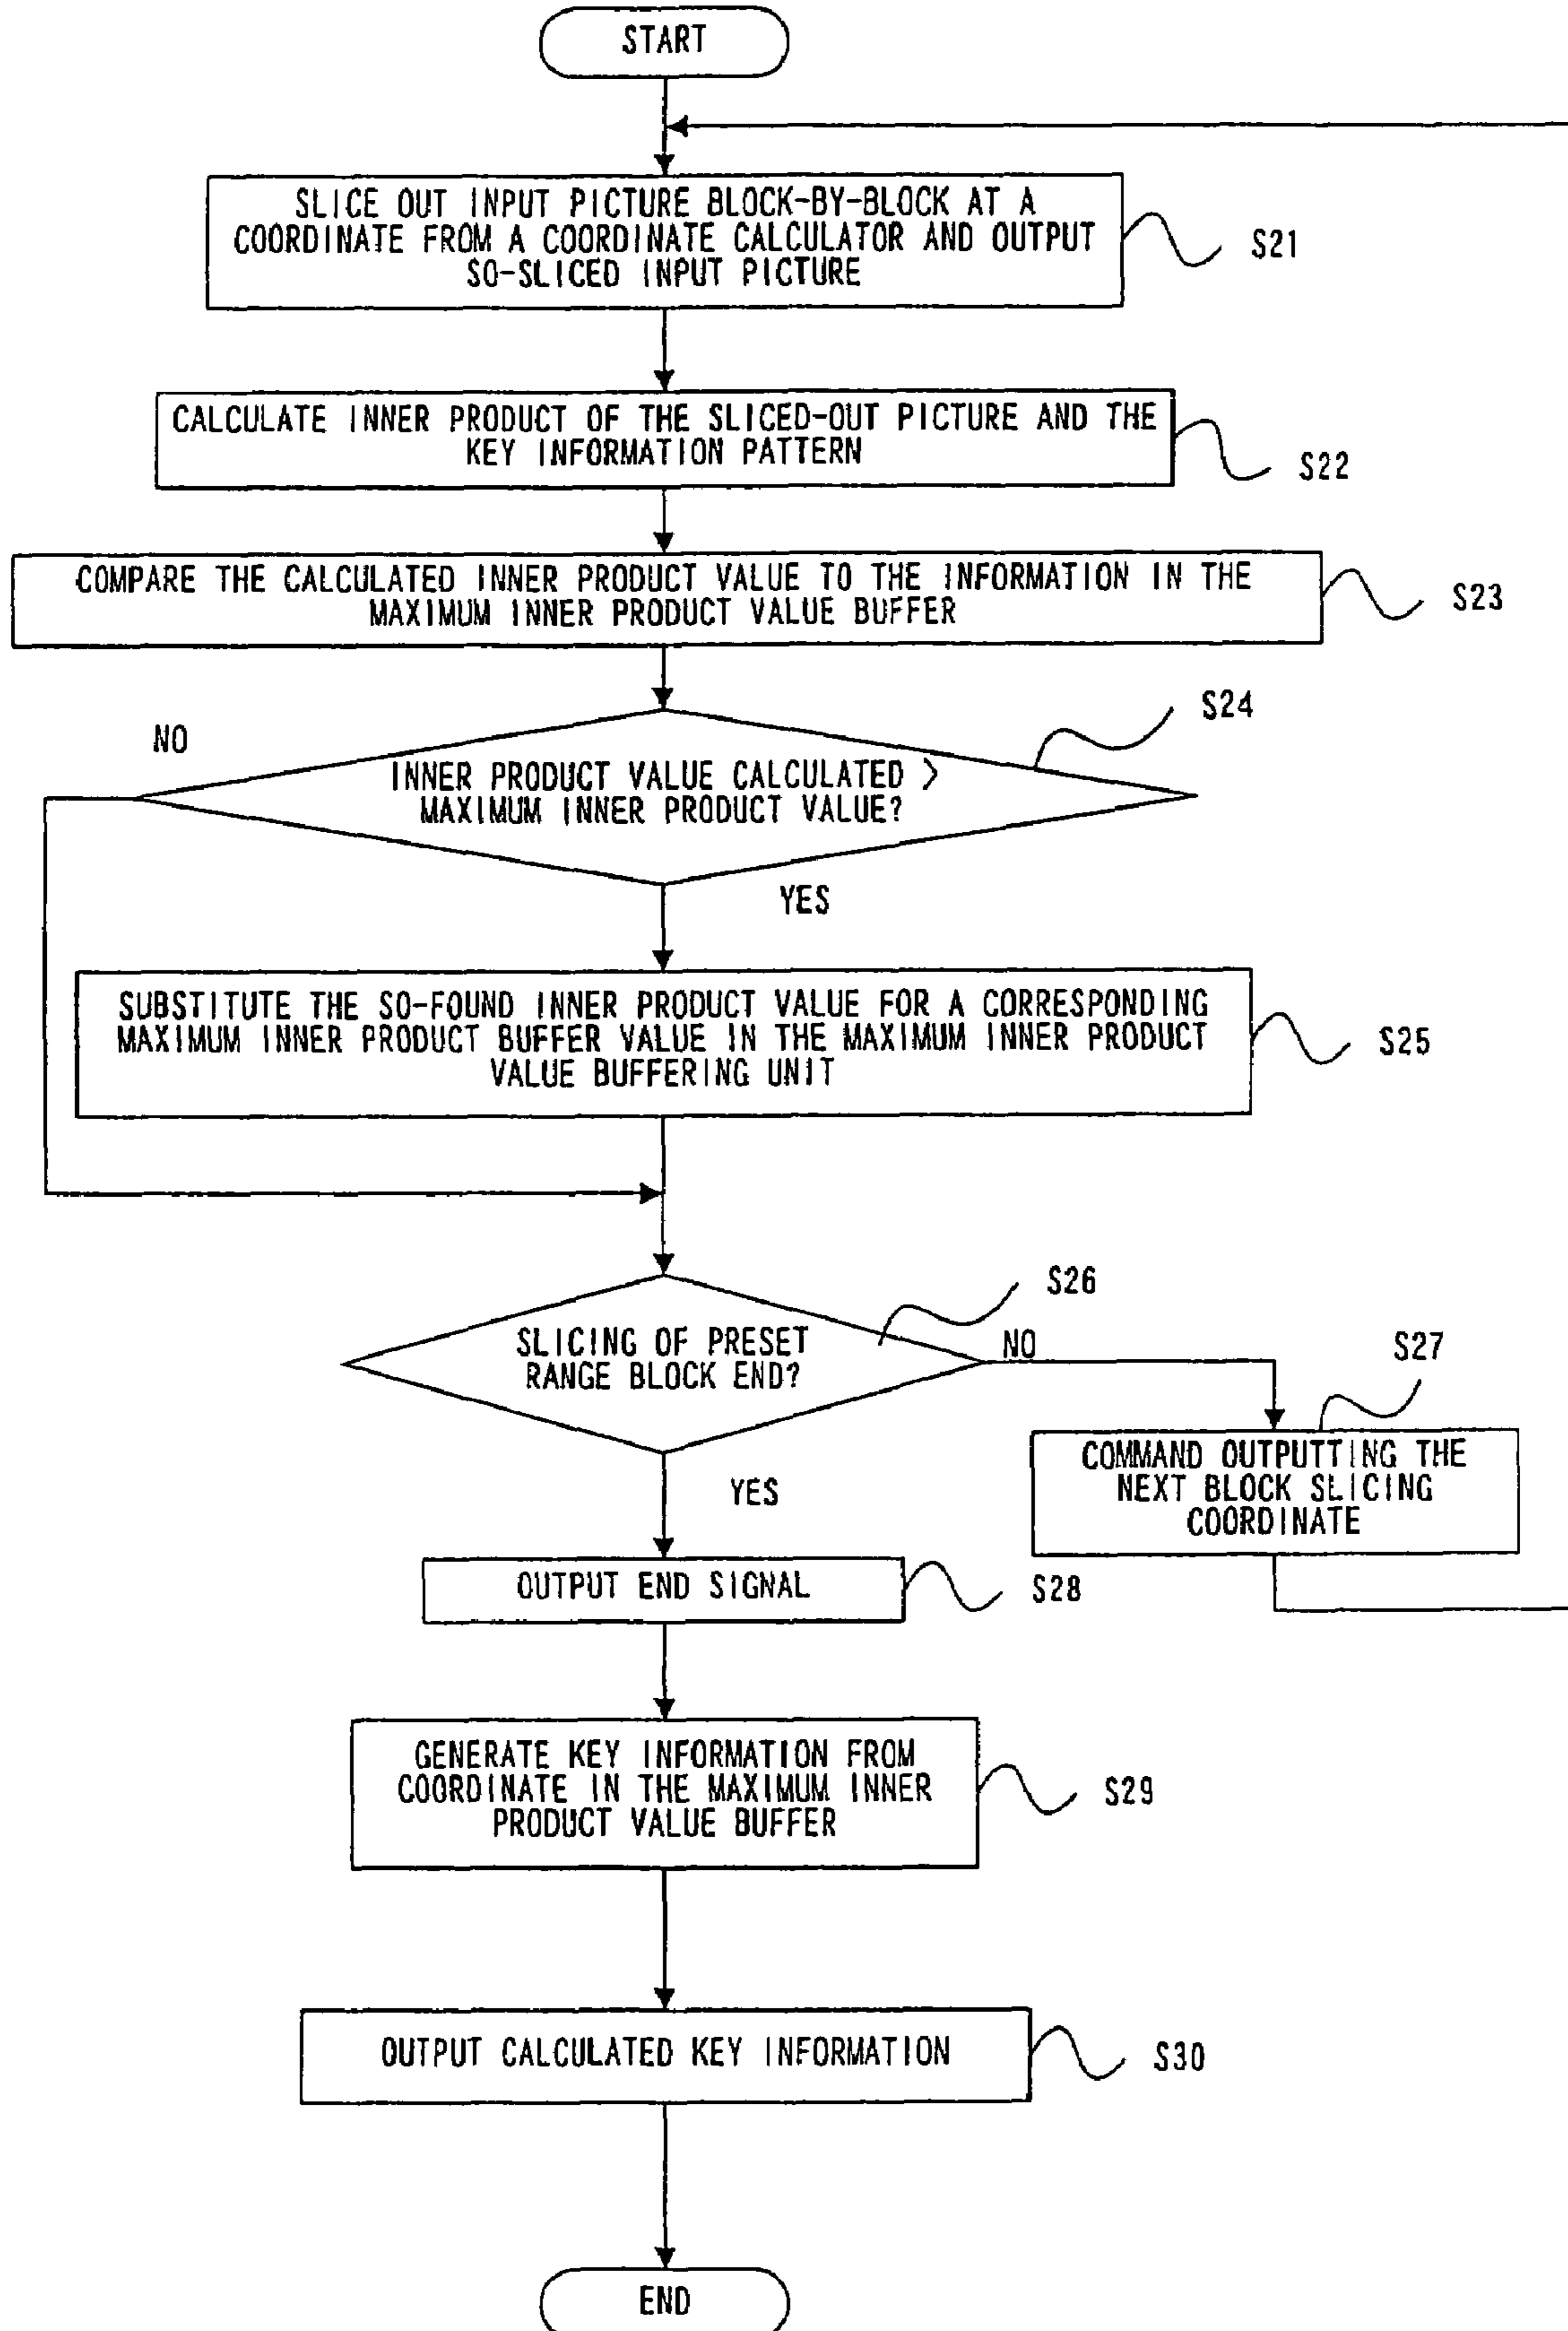 START
SLICE OUT INPUT PICTURE BLOCK-BY-BLOCK AT A
COORDINATE FROM A COORDINATE CALCULATOR AND OUTPUT
SO-SLICED INPUT PICTURE
S21
CALCULATE INNER PRODUCT OF THE SLICED-OUT PICTURE AND THE
KEY INFORMATION PATTERN
S22
COMPARE THE CALCULATED INNER PRODUCT VALUE TO THE INFORMATION IN THE
MAXIMUM INNER PRODUCT VALUE BUFFER
S23
S24
NO
INNER PRODUCT VALUE CALCULATED >
MAXIMUM INNER PRODUCT VALUE?
YES
SUBSTITUTE THE SO-FOUND INNER PRODUCT VALUE FOR A CORRESPONDING
MAXIMUM INNER PRODUCT BUFFER VALUE IN THE MAXIMUM INNER PRODUCT
VALUE BUFFERING UNIT
S25
S26
SLICING OF PRESET
RANGE BLOCK END?
NO
S27
COMMAND OUTPUTTING THE
NEXT BLOCK SLICING
COORDINATE
YES
OUTPUT END SIGNAL
S28
GENERATE KEY INFORMATION FROM
COORDINATE IN THE MAXIMUM INNER
PRODUCT VALUE BUFFER
S29
OUTPUT CALCULATED KEY INFORMATION
S30
END